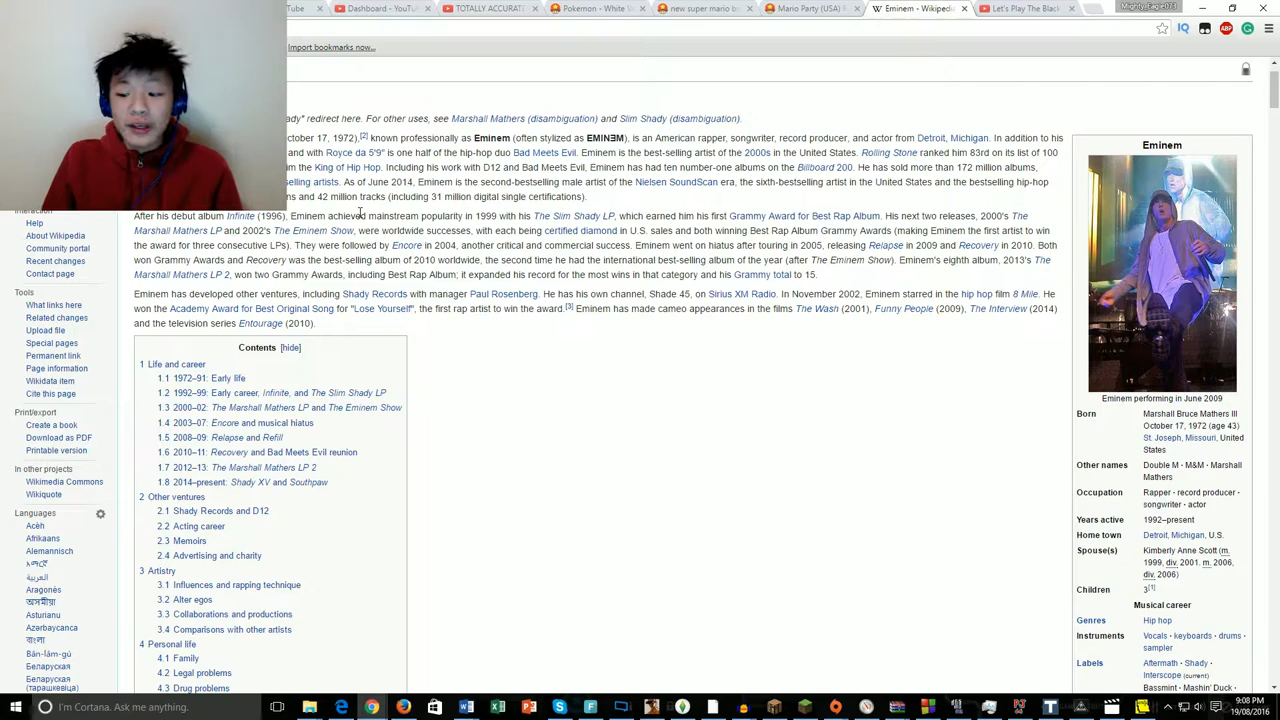 Tube
Dashboard - YouTu
TOTALLY ACCURATE
Pokemon - White V
new super mario b
Mario Party (USA) R
Eminem - Wikipedi
Let's Play The Black
MightyEagle073
Import bookmarks now...
ady" redirect here. For other uses, see Marshall Mathers (disambiguation) and Slim Shady (disambiguation).
ctober 17, 1972),[2] known professionally as Eminem (often stylized as EMINƎM), is an American rapper, songwriter, record producer, and actor from Detroit, Michigan. In addition to his
and with Royce da 5'9" is one half of the hip-hop duo Bad Meets Evil. Eminem is the best-selling artist of the 2000s in the United States. Rolling Stone ranked him 83rd on its list of 100
m the King of Hip Hop. Including his work with D12 and Bad Meets Evil, Eminem has had ten number-one albums on the Billboard 200. He has sold more than 172 million albums,
elling artists. As of June 2014, Eminem is the second-bestselling male artist of the Nielsen SoundScan era, the sixth-bestselling artist in the United States and the bestselling hip-hop
ns and 42 million tracks (including 31 million digital single certifications).
After his debut album Infinite (1996), Eminem achieved mainstream popularity in 1999 with his The Slim Shady LP, which earned him his first Grammy Award for Best Rap Album. His next two releases, 2000's The
Marshall Mathers LP and 2002's The Eminem Show, were worldwide successes, with each being certified diamond in U.S. sales and both winning Best Rap Album Grammy Awards (making Eminem the first artist to win
the award for three consecutive LPs). They were followed by Encore in 2004, another critical and commercial success. Eminem went on hiatus after touring in 2005, releasing Relapse in 2009 and Recovery in 2010. Both
won Grammy Awards and Recovery was the best-selling album of 2010 worldwide, the second time he had the international best-selling album of the year (after The Eminem Show). Eminem's eighth album, 2013's The
Marshall Mathers LP 2, won two Grammy Awards, including Best Rap Album; it expanded his record for the most wins in that category and his Grammy total to 15.
Eminem has developed other ventures, including Shady Records with manager Paul Rosenberg. He has his own channel, Shade 45, on Sirius XM Radio. In November 2002, Eminem starred in the hip hop film 8 Mile. He
won the Academy Award for Best Original Song for "Lose Yourself", the first rap artist to win the award.[3] Eminem has made cameo appearances in the films The Wash (2001), Funny People (2009), The Interview (2014)
and the television series Entourage (2010).
Interaction
Help
About Wikipedia
Community portal
Recent changes
Contact page
Tools
What links here
Related changes
Upload file
Special pages
Permanent link
Page information
Wikidata item
Cite this page
Print/export
Create a book
Download as PDF
Printable version
In other projects
Wikimedia Commons
Wikiquote
Languages
Acèh
Afrikaans
Alemannisch
አማርኛ
العربية
Aragonés
অসমীয়া
Asturianu
Azərbaycanca
বাংলা
Bân-lâm-gú
Беларуская
Беларуская
(тарашкевіца)
Contents [hide]
1 Life and career
1.1 1972–91: Early life
1.2 1992–99: Early career, Infinite, and The Slim Shady LP
1.3 2000–02: The Marshall Mathers LP and The Eminem Show
1.4 2003–07: Encore and musical hiatus
1.5 2008–09: Relapse and Refill
1.6 2010–11: Recovery and Bad Meets Evil reunion
1.7 2012–13: The Marshall Mathers LP 2
1.8 2014–present: Shady XV and Southpaw
2 Other ventures
2.1 Shady Records and D12
2.2 Acting career
2.3 Memoirs
2.4 Advertising and charity
3 Artistry
3.1 Influences and rapping technique
3.2 Alter egos
3.3 Collaborations and productions
3.4 Comparisons with other artists
4 Personal life
4.1 Family
4.2 Legal problems
4.3 Drug problems
Eminem
Eminem performing in June 2009
Born Marshall Bruce Mathers III
October 17, 1972 (age 43)
St. Joseph, Missouri, United
States
Other names Double M · M&M · Marshall
Mathers
Occupation Rapper · record producer ·
songwriter · actor
Years active 1992–present
Home town Detroit, Michigan, U.S.
Spouse(s) Kimberly Anne Scott (m.
1999, div. 2001. m. 2006,
div. 2006)
Children 3[1]
Musical career
Genres Hip hop
Instruments Vocals · keyboards · drums ·
sampler
Labels Aftermath · Shady ·
Interscope (current)
Bassmint · Mashin' Duck ·
I'm Cortana. Ask me anything.
9:08 PM
19/08/2016